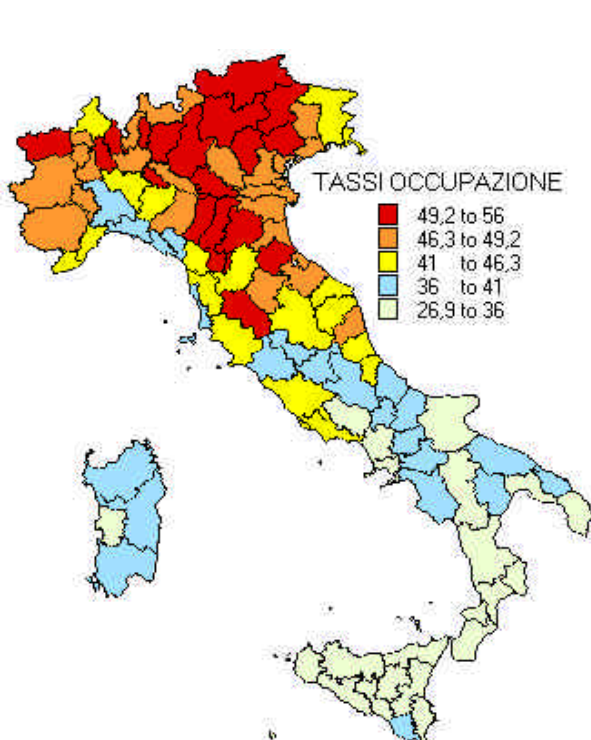 TASSI OCCUPAZIONE
49,2 to 56
46,3 to 49,2
41 to 46,3
36 to 41
26,9 to 36